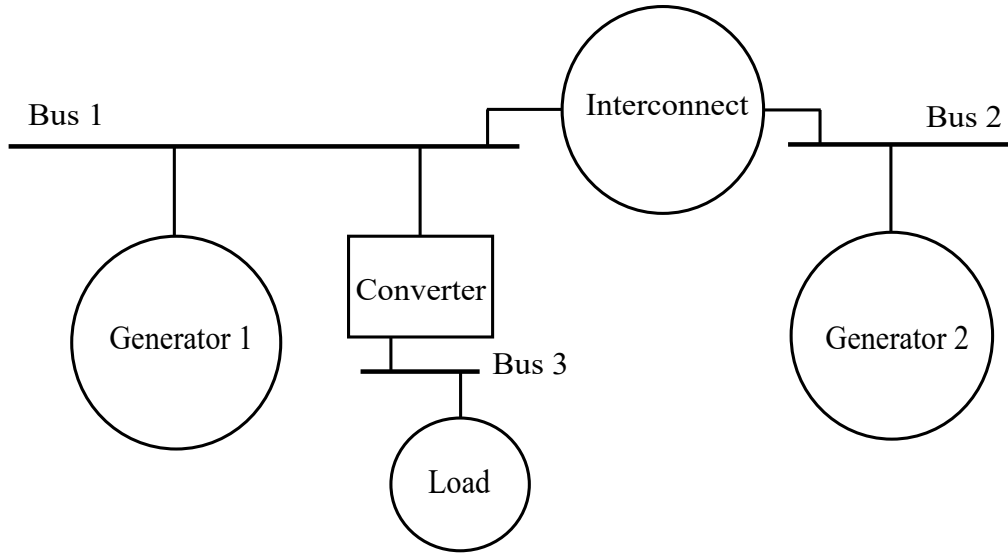 Interconnect
Bus 1
Bus 2
Converter
Generator 1
Generator 2
Bus 3
Load